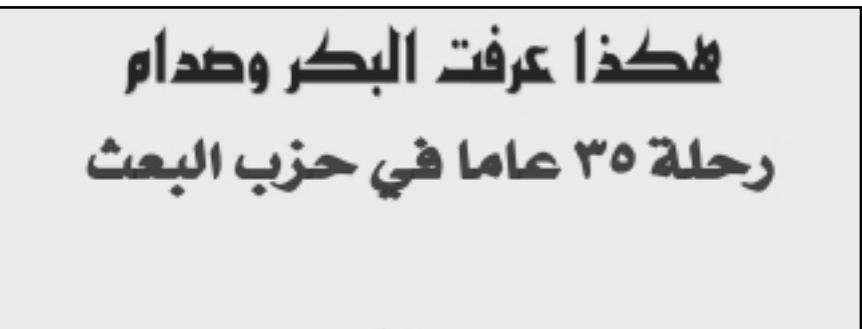 هكذا عرفت البكر وصدام
رحلة ٣٥ عاما في حزب البعث